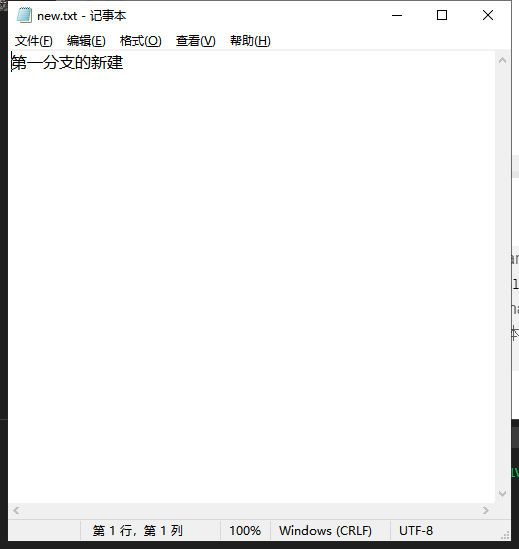 new.txt - 记事本
文件(F) 编辑(E) 格式(O) 查看(V) 帮助(H)
第一分支的新建
第 1 行，第 1 列 100% Windows (CRLF) UTF-8